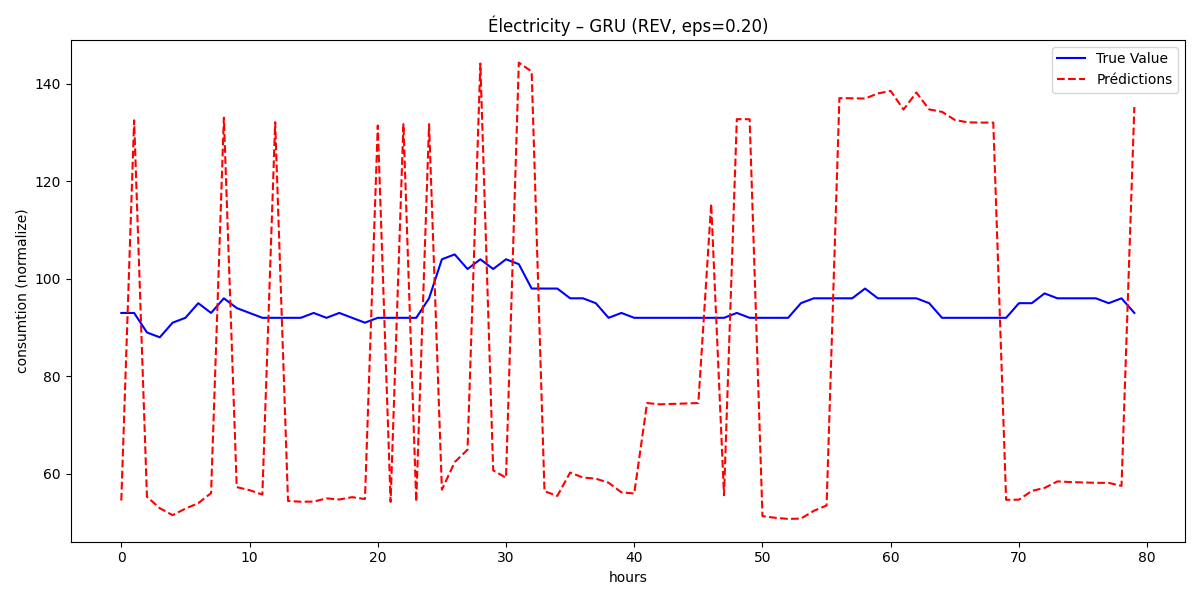 Électricity – GRU (REV, eps=0.20)
True Value
Prédictions
consumtion (normalize)
140
120
100
80
60
0 10 20 30 40 50 60 70 80
hours